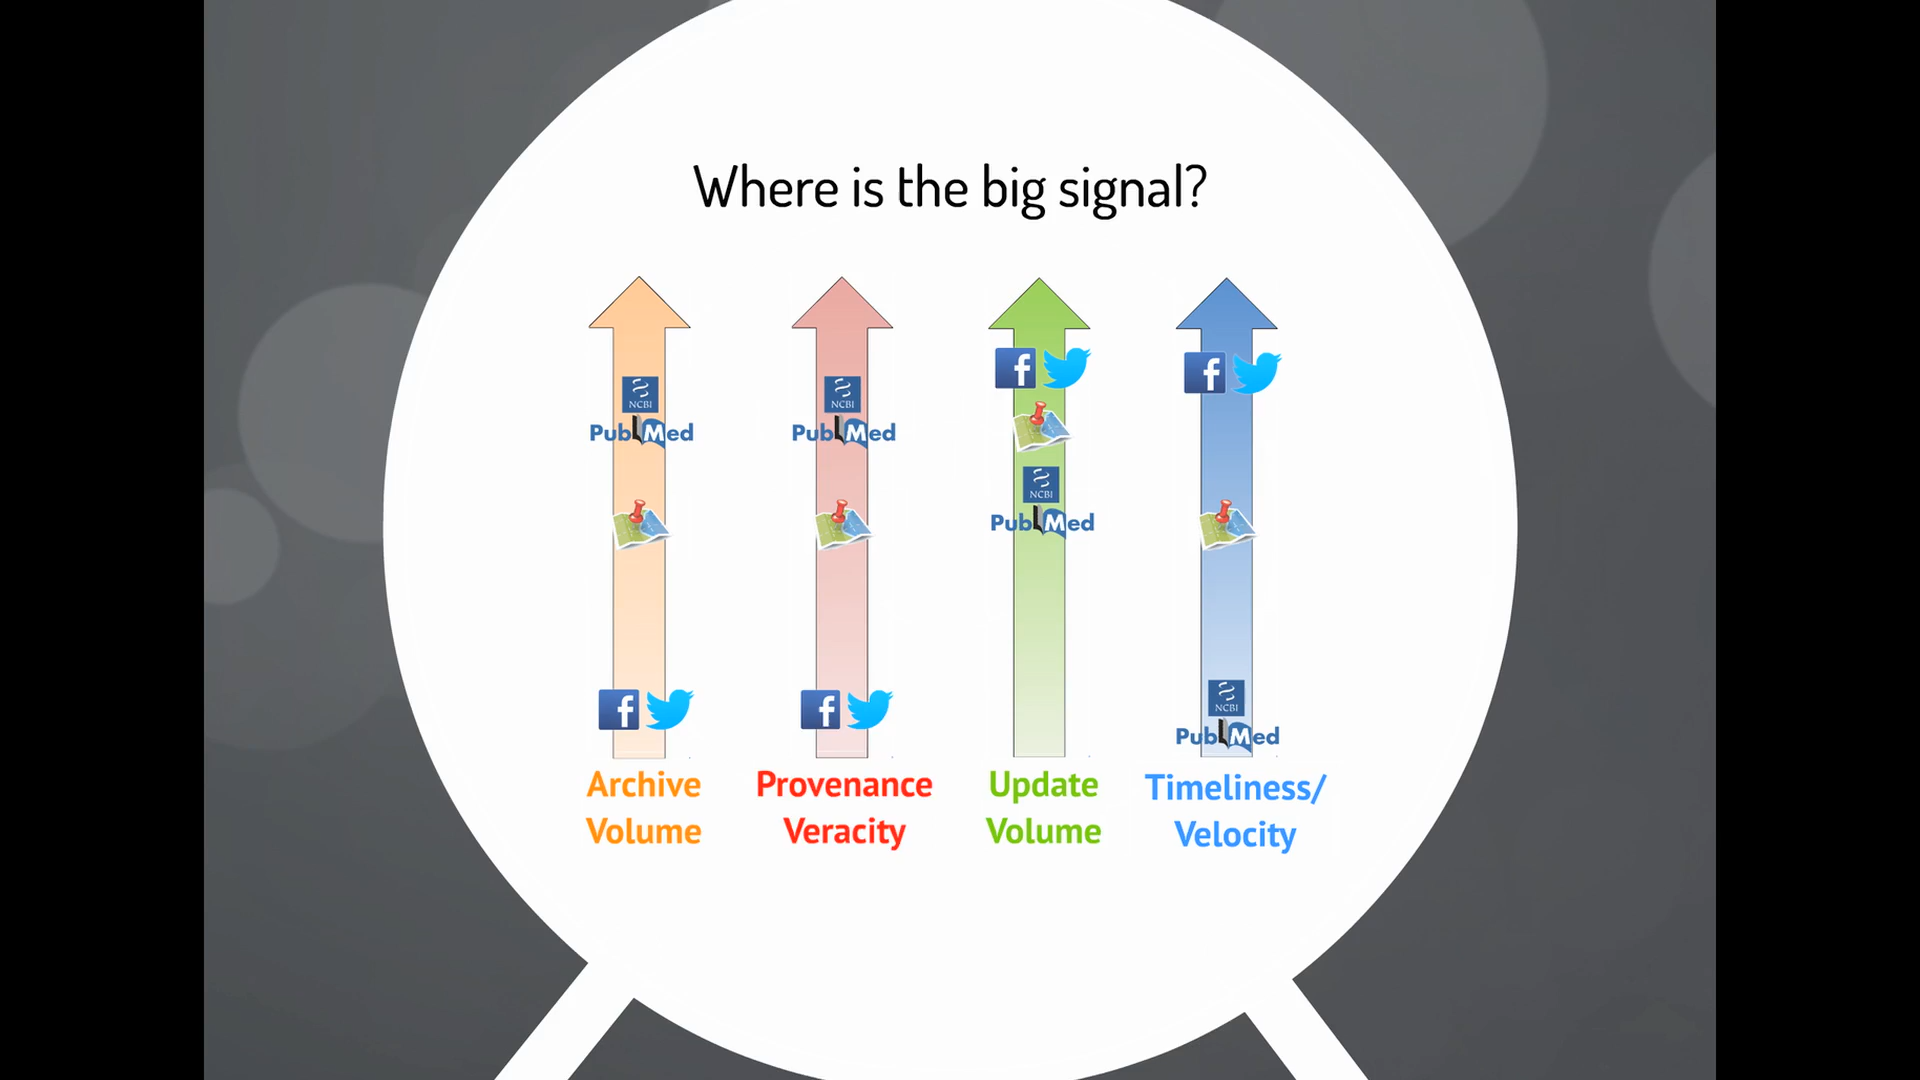 Where is the big signal?
NCBI
PubMed
f
Archive
Volume
NCBI
PubMed
f
Provenance
Veracity
f
NCBI
PubMed
Update
Volume
f
NCBI
PubMed
Timeliness/
Velocity